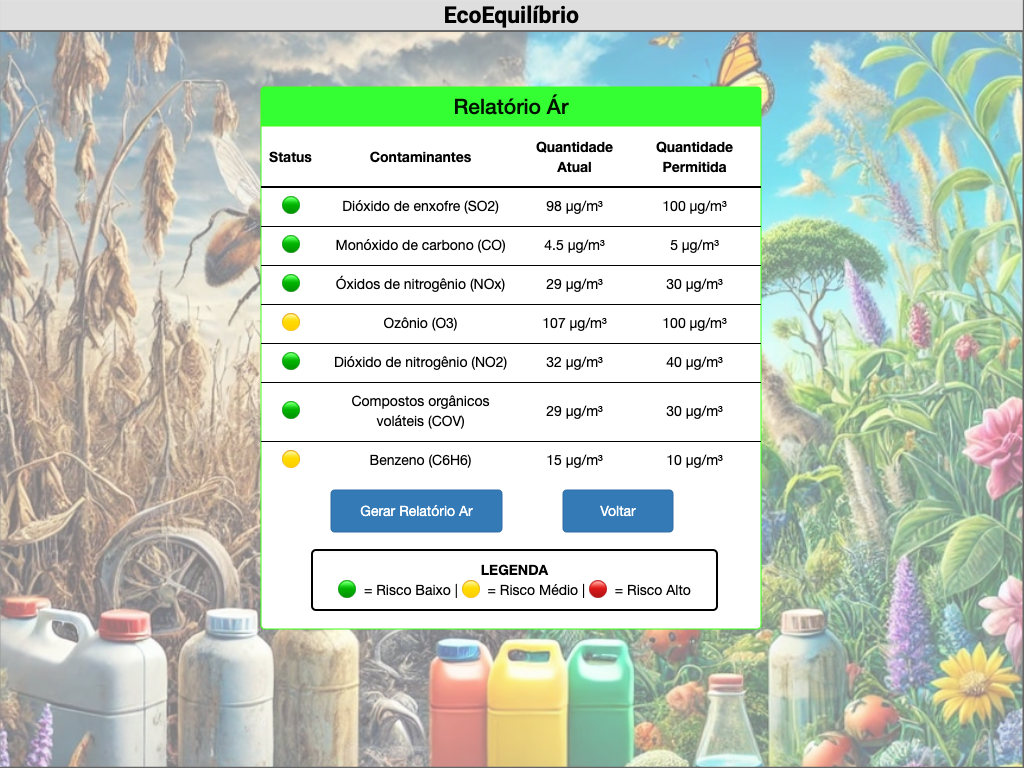 EcoEquilíbrio
Relatório Ár
Status Contaminantes Quantidade Atual Quantidade Permitida
Dióxido de enxofre (SO2) 98 µg/m³ 100 µg/m³
Monóxido de carbono (CO) 4.5 µg/m³ 5 µg/m³
Óxidos de nitrogênio (NOx) 29 µg/m³ 30 µg/m³
Ozônio (O3) 107 µg/m³ 100 µg/m³
Dióxido de nitrogênio (NO2) 32 µg/m³ 40 µg/m³
Compostos orgânicos voláteis (COV) 29 µg/m³ 30 µg/m³
Benzeno (C6H6) 15 µg/m³ 10 µg/m³
Gerar Relatório Ar Voltar
LEGENDA
= Risco Baixo | = Risco Médio | = Risco Alto